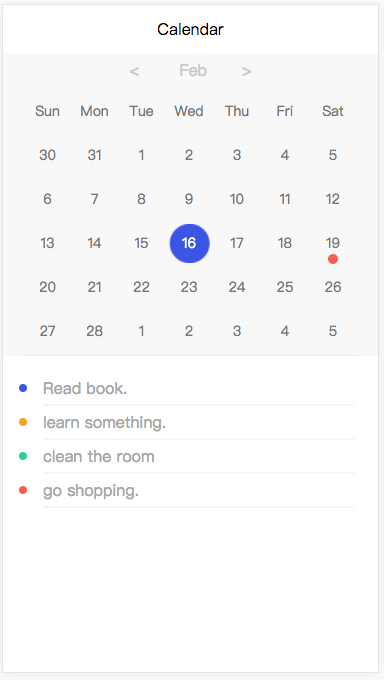 Calendar
< Feb >
Sun Mon Tue Wed Thu Fri Sat
30 31 1 2 3 4 5
6 7 8 9 10 11 12
13 14 15 16 17 18 19
20 21 22 23 24 25 26
27 28 1 2 3 4 5
Read book.
learn something.
clean the room
go shopping.